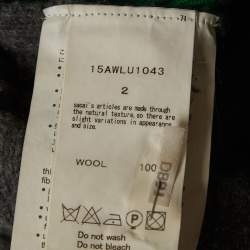 15AWLU1043
2
sacai's articles are made through
the natural texture, so there are
slight variations in appearance
and size.
WOOL 100
Do not wash
Do not bleach